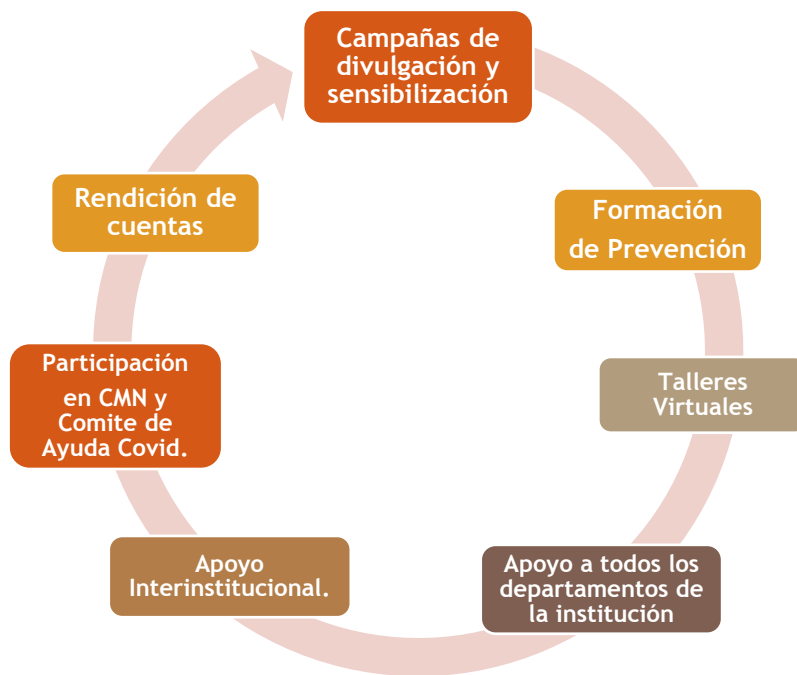 Campañas de
divulgación y
sensibilización
Formación
de Prevención
Talleres
Virtuales
Apoyo a todos los
departamentos de
la institución
Apoyo
Interinstitucional.
Participación
en CMN y
Comite de
Ayuda Covid.
Rendición de
cuentas